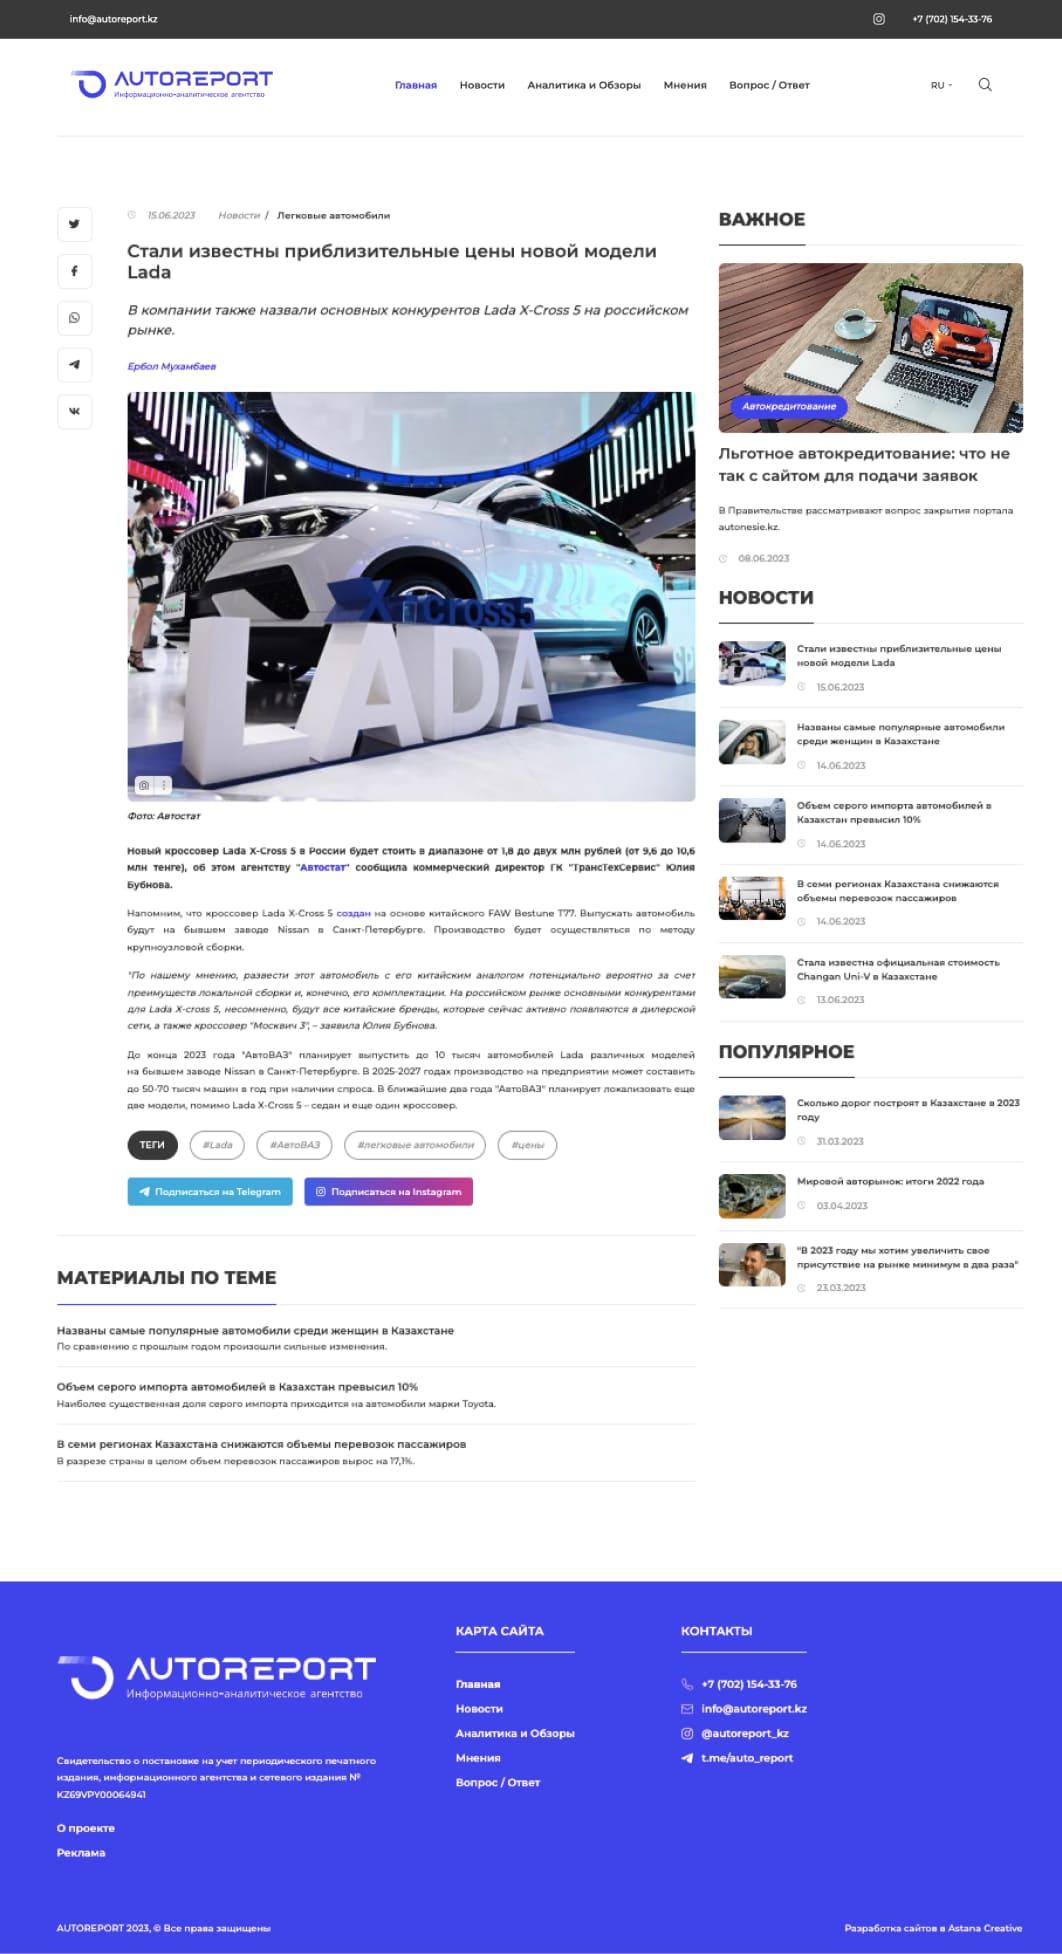 info@autoreport.kz
+7 (702) 154-33-76
AUTOREPORT
Информационно-аналитическое агентство
Главная
Новости
Аналитика и Обзоры
Мнения
Вопрос / Ответ
RU
15.06.2023
Новости / Легковые автомобили
Стали известны приблизительные цены новой модели
Lada
В компании также назвали основных конкурентов Lada X-Cross 5 на российском
рынке.
Ербол Мухамбаев
X-cross5
LADA
Фото: Автостат
Новый кроссовер Lada X-Cross 5 в России будет стоить в диапазоне от 1,8 до двух млн рублей (от 9,6 до 10,6
млн тенге), об этом агентству "Автостат" сообщила коммерческий директор ГК "ТрансТехСервис" Юлия
Бубнова.
Напомним, что кроссовер Lada X-Cross 5 создан на основе китайского FAW Bestune T77. Выпускать автомобиль
будут на бывшем заводе Nissan в Санкт-Петербурге. Производство будет осуществляться по методу
крупноузловой сборки.
"По нашему мнению, развести этот автомобиль с его китайским аналогом потенциально вероятно за счет
преимуществ локальной сборки и, конечно, его комплектации. На российском рынке основными конкурентами
для Lada X-cross 5, несомненно, будут все китайские бренды, которые сейчас активно появляются в дилерской
сети, а также кроссовер "Москвич 3", – заявила Юлия Бубнова.
До конца 2023 года "АвтоВАЗ" планирует выпустить до 10 тысяч автомобилей Lada различных моделей
на бывшем заводе Nissan в Санкт-Петербурге. В 2025-2027 годах производство на предприятии может составить
до 50-70 тысяч машин в год при наличии спроса. В ближайшие два года "АвтоВАЗ" планирует локализовать еще
две модели, помимо Lada X-Cross 5 – седан и еще один кроссовер.
ТЕГИ
#Lada
#АвтоВАЗ
#легковые автомобили
#цены
Подписаться на Telegram
Подписаться на Instagram
МАТЕРИАЛЫ ПО ТЕМЕ
Названы самые популярные автомобили среди женщин в Казахстане
По сравнению с прошлым годом произошли сильные изменения.
Объем серого импорта автомобилей в Казахстан превысил 10%
Наиболее существенная доля серого импорта приходится на автомобили марки Toyota.
В семи регионах Казахстана снижаются объемы перевозок пассажиров
В разрезе страны в целом объем перевозок пассажиров вырос на 17,1%.
ВАЖНОЕ
Автокредитование
Льготное автокредитование: что не
так с сайтом для подачи заявок
В Правительстве рассматривают вопрос закрытия портала
autonesie.kz.
08.06.2023
НОВОСТИ
Стали известны приблизительные цены
новой модели Lada
15.06.2023
Названы самые популярные автомобили
среди женщин в Казахстане
14.06.2023
Объем серого импорта автомобилей в
Казахстан превысил 10%
14.06.2023
В семи регионах Казахстана снижаются
объемы перевозок пассажиров
14.06.2023
Стала известна официальная стоимость
Changan Uni-V в Казахстане
13.06.2023
ПОПУЛЯРНОЕ
Сколько дорог построят в Казахстане в 2023
году
31.03.2023
Мировой авторынок: итоги 2022 года
03.04.2023
"В 2023 году мы хотим увеличить свое
присутствие на рынке минимум в два раза"
23.03.2023
AUTOREPORT
Информационно-аналитическое агентство
Свидетельство о постановке на учет периодического печатного
издания, информационного агентства и сетевого издания №
KZ69VPY00064941
О проекте
Реклама
КАРТА САЙТА
Главная
Новости
Аналитика и Обзоры
Мнения
Вопрос / Ответ
КОНТАКТЫ
+7 (702) 154-33-76
info@autoreport.kz
@autoreport_kz
t.me/auto_report
AUTOREPORT 2023, © Все права защищены
Разработка сайтов в Astana Creative